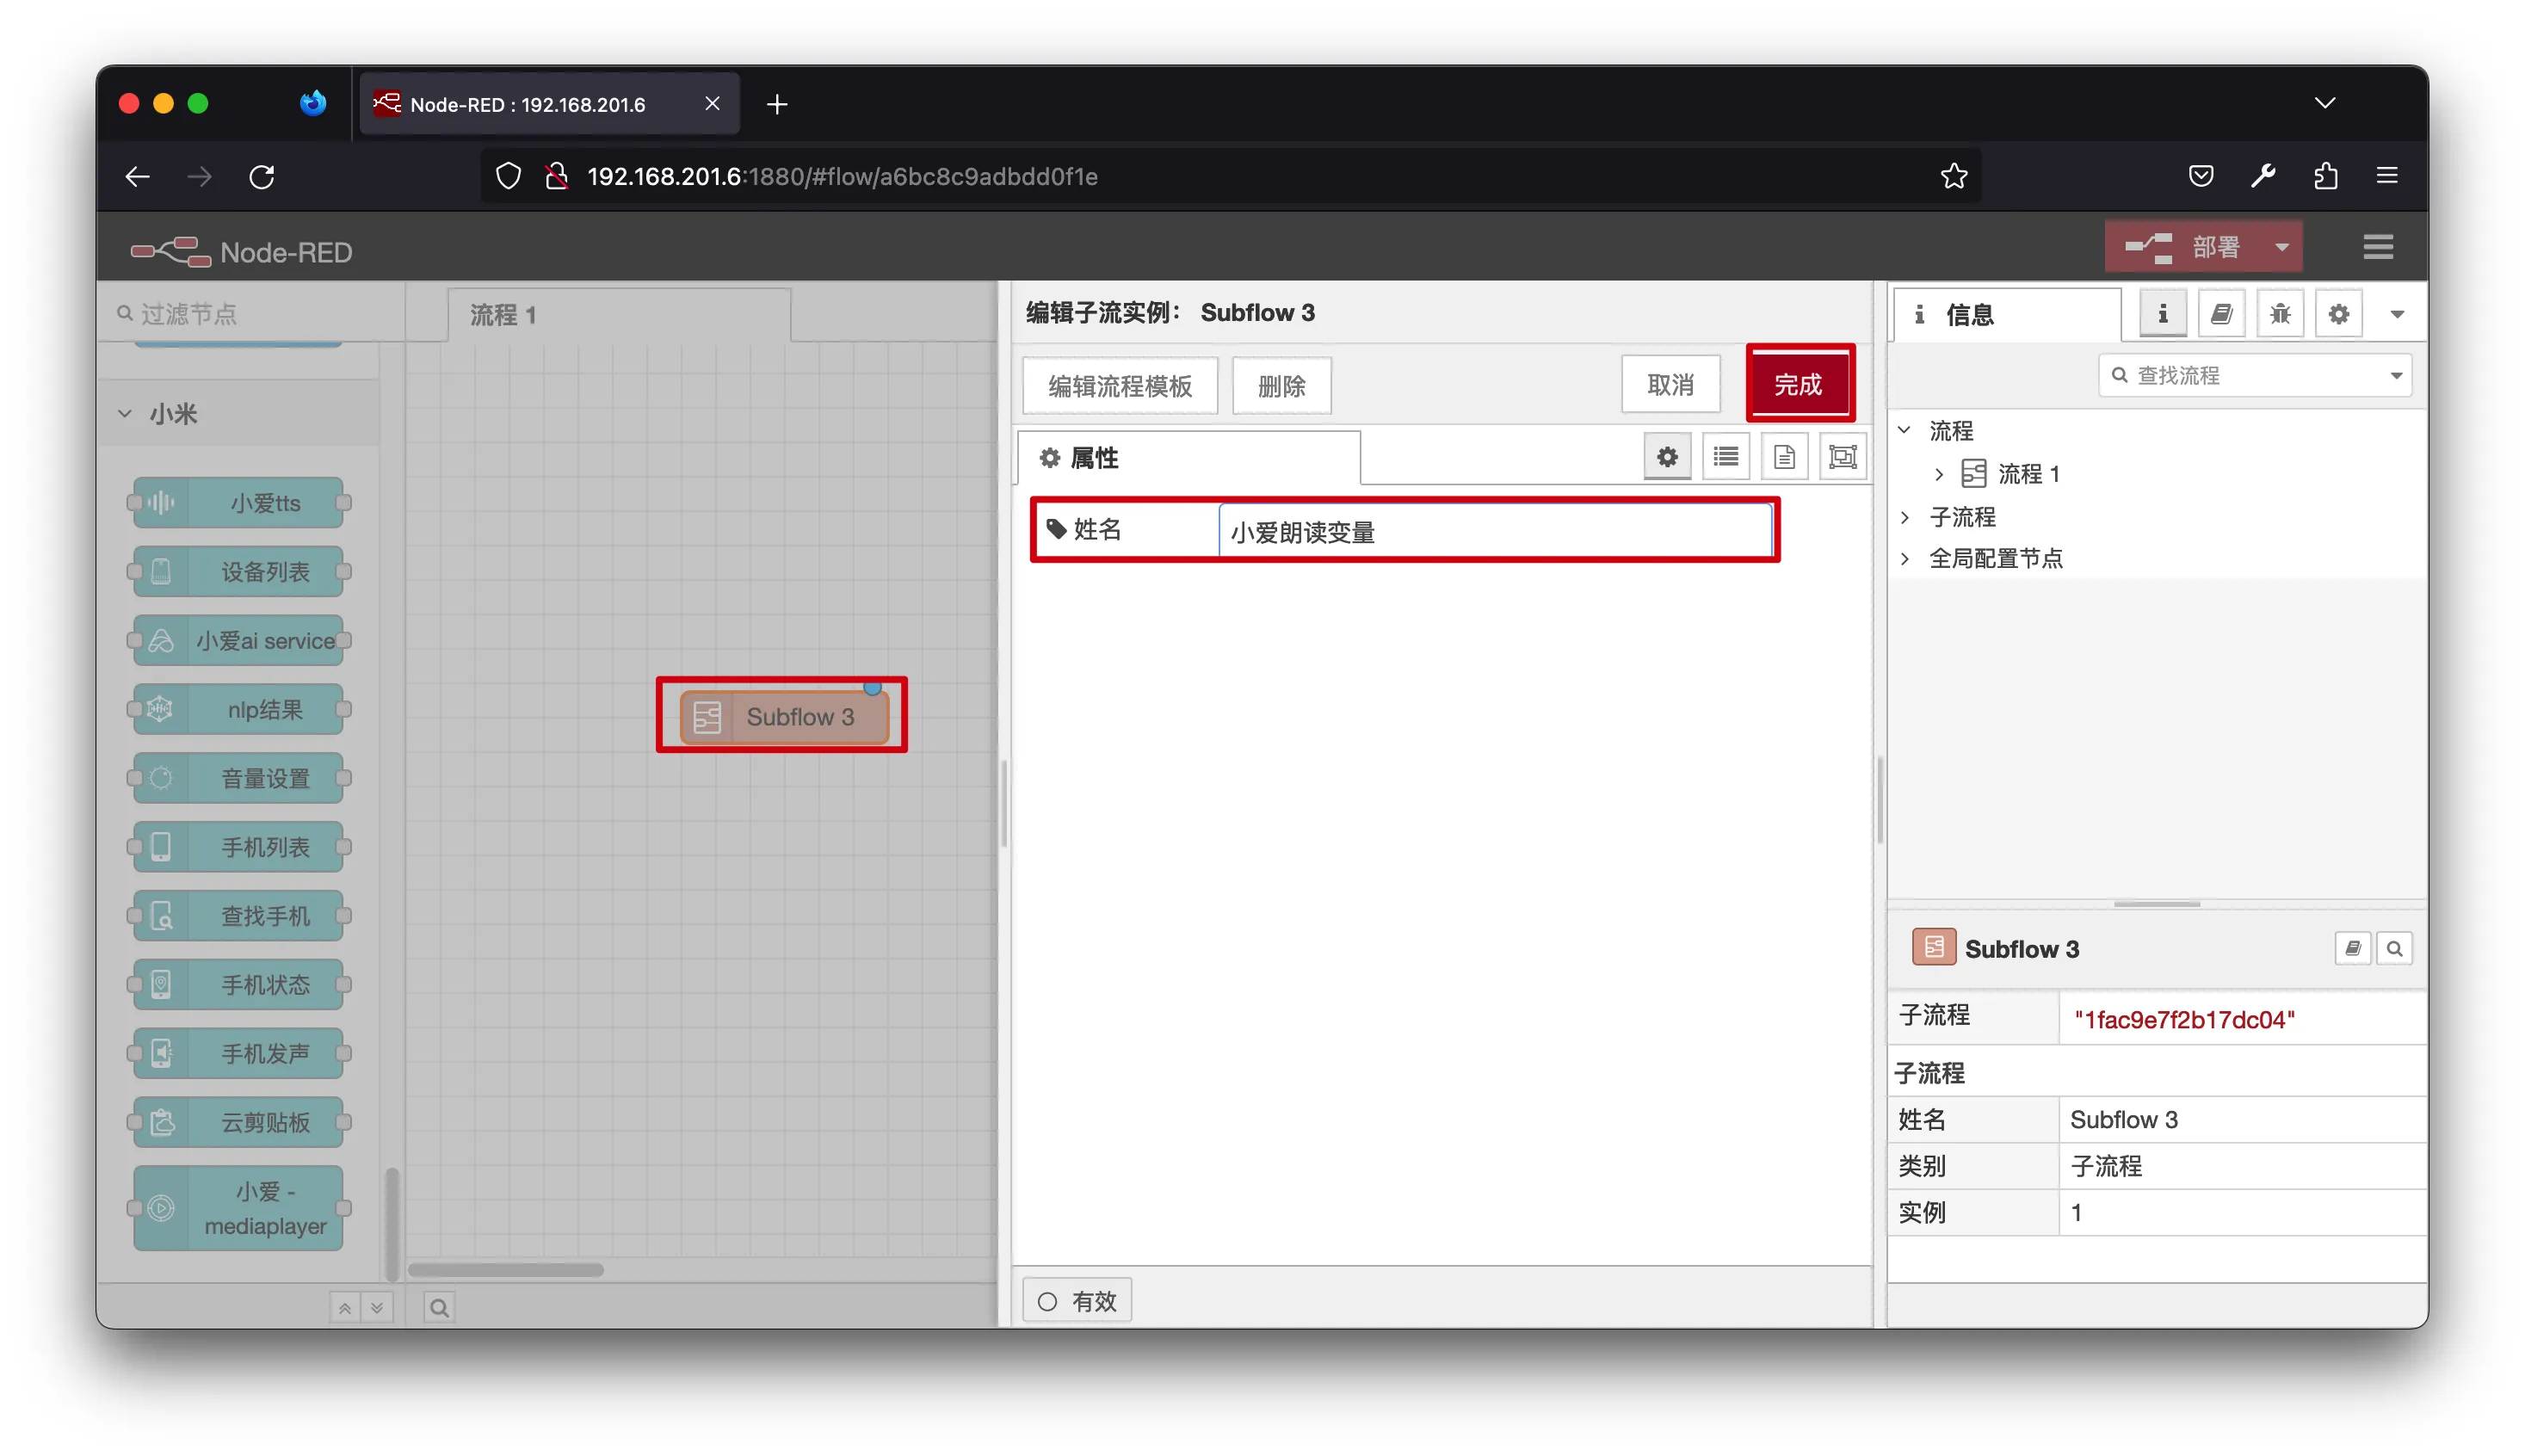 Node-RED : 192.168.201.6
192.168.201.6:1880/#flow/a6bc8c9adbdd0f1e
Node-RED
部署
过滤节点
小米
小爱tts
设备列表
小爱ai service
nlp结果
音量设置
手机列表
查找手机
手机状态
手机发声
云剪贴板
小爱 -
mediaplayer
流程 1
Subflow 3
编辑子流实例： Subflow 3
编辑流程模板
删除
取消
完成
属性
姓名
小爱朗读变量
有效
信息
查找流程
流程
流程 1
子流程
全局配置节点
Subflow 3
子流程
"1fac9e7f2b17dc04"
子流程
姓名
Subflow 3
类别
子流程
实例
1